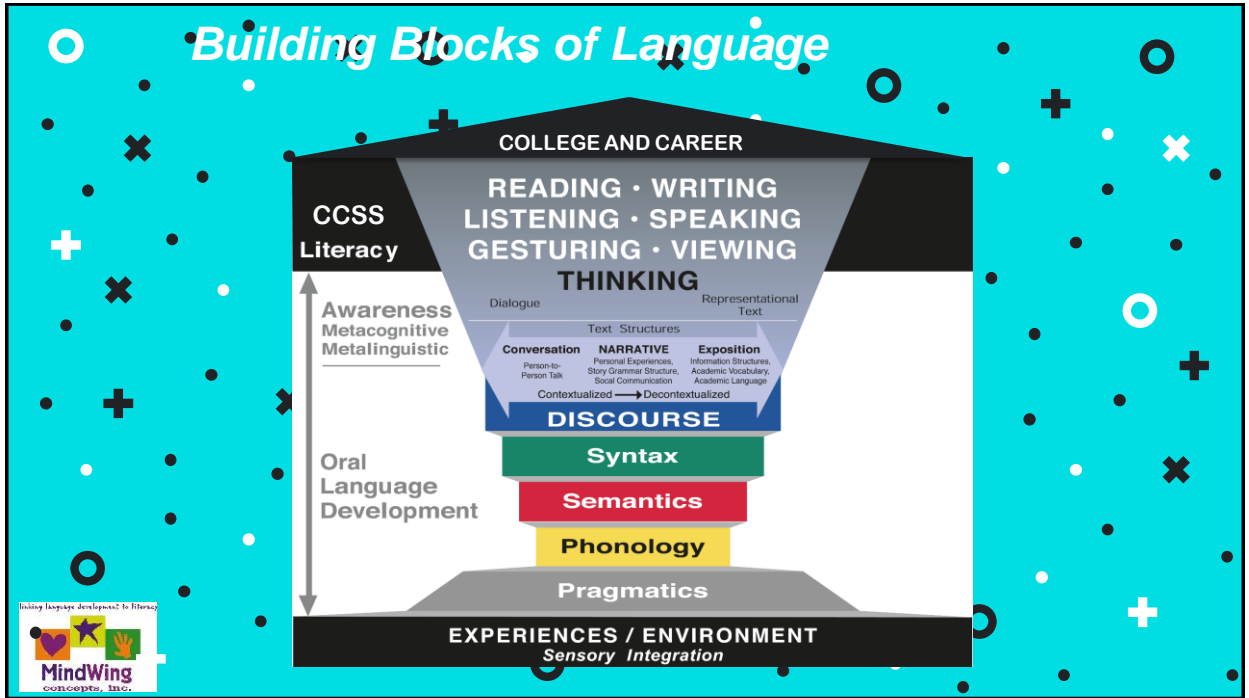 Building Blocks of Language
COLLEGE AND CAREER
READING • WRITING
LISTENING • SPEAKING
GESTURING • VIEWING
THINKING
CCSS
Literacy
Dialogue
Representational
Text
Text Structures
Awareness
Metacognitive
Metalinguistic
Conversation
Person-to-
Person Talk
NARRATIVE
Personal Experiences,
Story Grammar Structure,
Socal Communication
Exposition
Information Structures,
Academic Vocabulary,
Academic Language
Contextualized → Decontextualized
DISCOURSE
Syntax
Oral
Language
Development
Semantics
Phonology
Pragmatics
EXPERIENCES / ENVIRONMENT
Sensory Integration
linking language development to literacy
MindWing
concepts, inc.